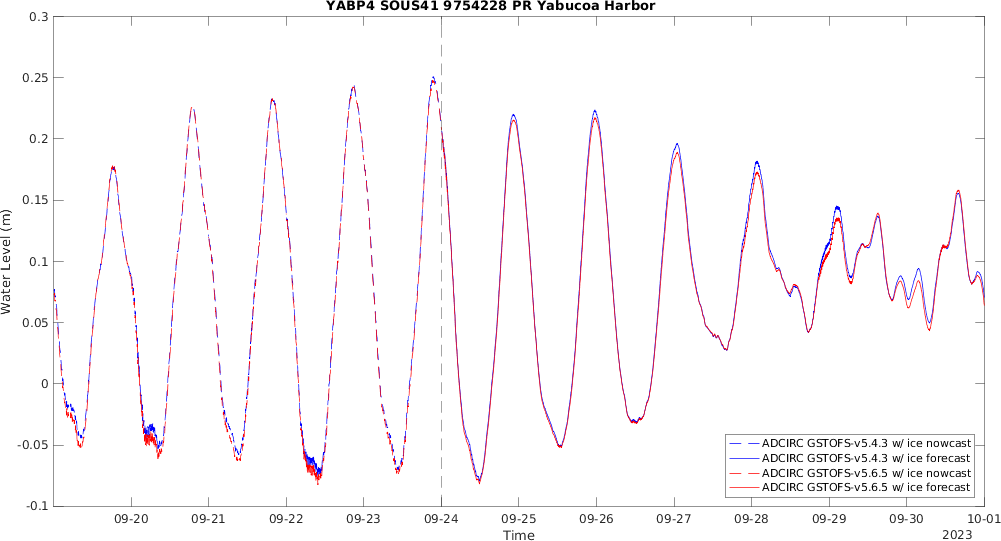 YABP4 SOUS41 9754228 PR Yabucoa Harbor
0.3
0.25
0.2
0.15
0.1
0.05
0
-0.05
-0.1
Water Level (m)
09-20 09-21 09-22 09-23 09-24 09-25 09-26 09-27 09-28 09-29 09-30 10-01
Time
2023
ADCIRC GSTOFS-v5.4.3 w/ ice nowcast
ADCIRC GSTOFS-v5.4.3 w/ ice forecast
ADCIRC GSTOFS-v5.6.5 w/ ice nowcast
ADCIRC GSTOFS-v5.6.5 w/ ice forecast